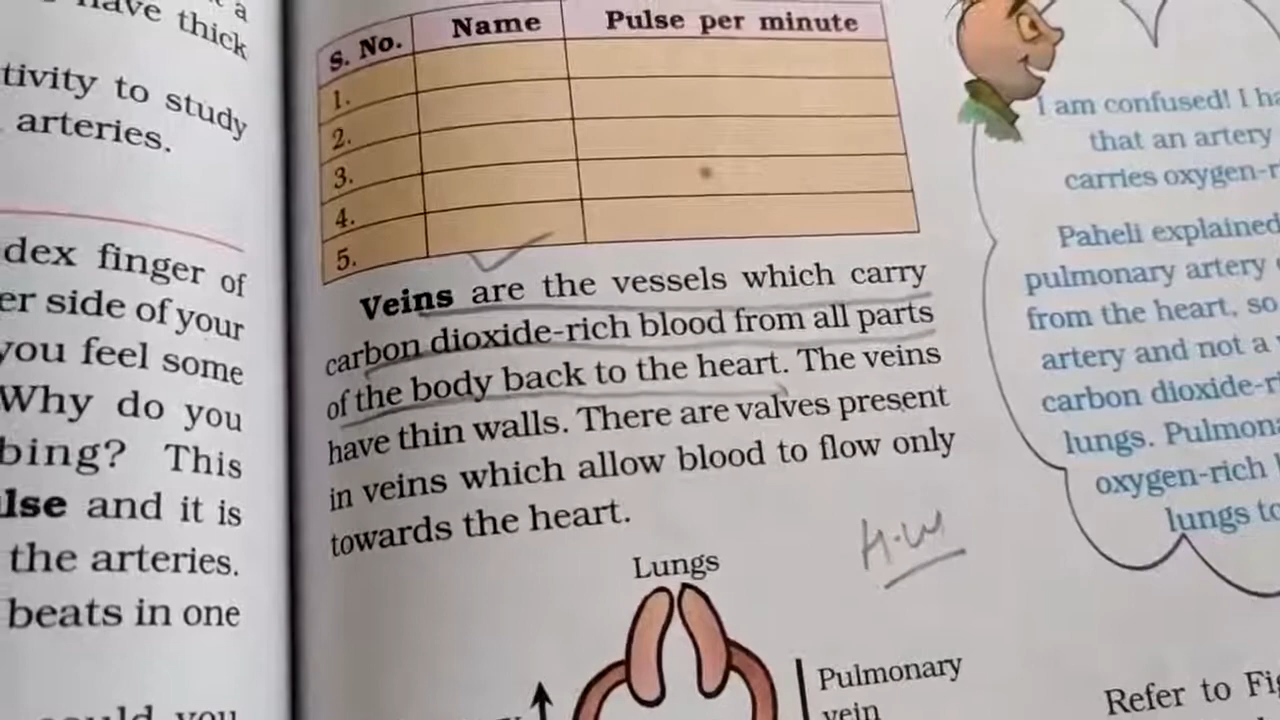 a
have thick
tivity to study
arteries.
dex finger of
er side of your
you feel some
Why do you
bing? This
lse and it is
the arteries.
beats in one
could you
S. No. Name Pulse per minute
1.
2.
3.
4.
5.
Veins are the vessels which carry
carbon dioxide-rich blood from all parts
of the body back to the heart. The veins
have thin walls. There are valves present
in veins which allow blood to flow only
towards the heart.
H.W
Lungs
Pulmonary
vein
I am confused! I ha
that an artery
carries oxygen-r
Paheli explained
pulmonary artery
from the heart, so
artery and not a
carbon dioxide-ri
lungs. Pulmona
oxygen-rich
lungs to
Refer to Fig